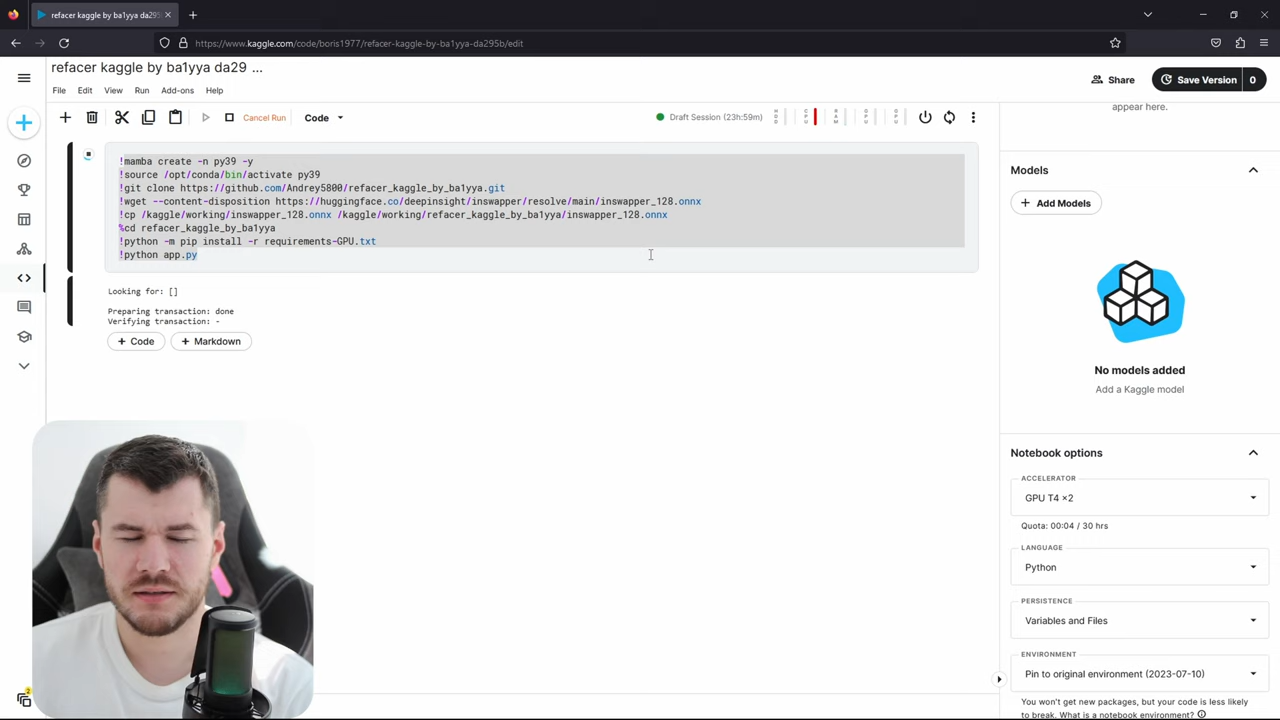 refacer kaggle by ba1yya da295
https://www.kaggle.com/code/boris1977/refacer-kaggle-by-ba1yya-da295b/edit
refacer kaggle by ba1yya da29 ...
File Edit View Run Add-ons Help
Share
Save Version 0
Cancel Run
Code
Draft Session (23h:59m)
HDD CPU RAM GPU GPU
!mamba create -n py39 -y
!source /opt/conda/bin/activate py39
!git clone https://github.com/Andrey5800/refacer_kaggle_by_ba1yya.git
!wget --content-disposition https://huggingface.co/deepinsight/inswapper/resolve/main/inswapper_128.onnx
!cp /kaggle/working/inswapper_128.onnx /kaggle/working/refacer_kaggle_by_ba1yya/inswapper_128.onnx
%cd refacer_kaggle_by_ba1yya
!python -m pip install -r requirements-GPU.txt
!python app.py
Looking for: []
Preparing transaction: done
Verifying transaction: -
+ Code
+ Markdown
appear here.
Models
+ Add Models
No models added
Add a Kaggle model
Notebook options
ACCELERATOR
GPU T4 ×2
Quota: 00:04 / 30 hrs
LANGUAGE
Python
PERSISTENCE
Variables and Files
ENVIRONMENT
Pin to original environment (2023-07-10)
You won't get new packages, but your code is less likely
to break. What is a notebook environment?